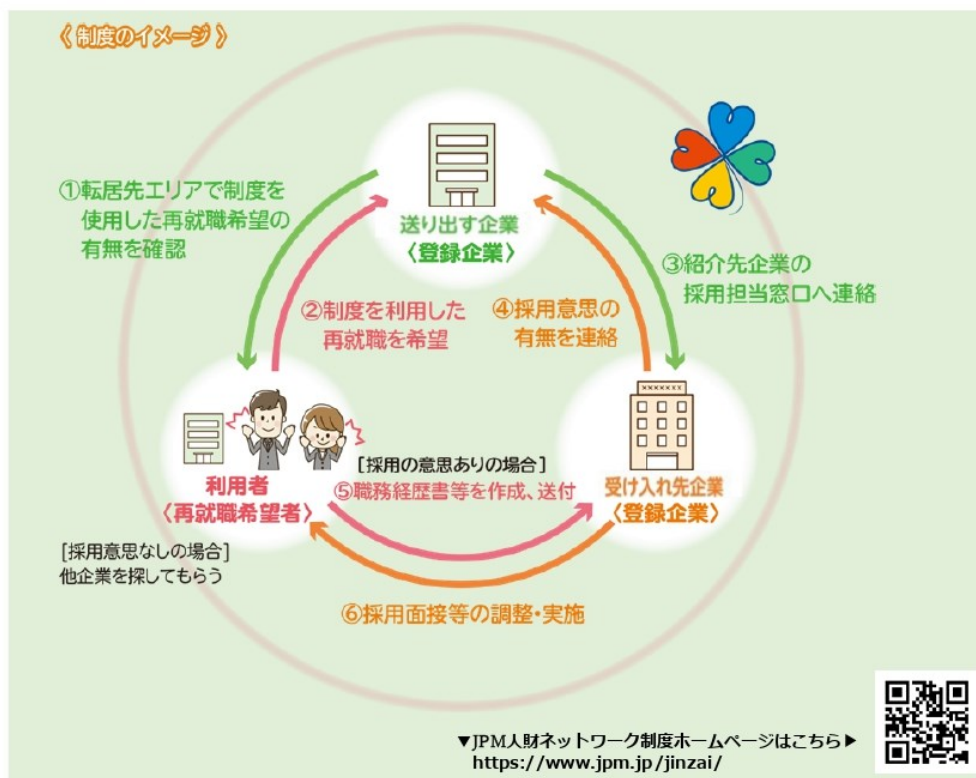 〈 制度のイメージ 〉
送り出す企業
〈登録企業〉
①転居先エリアで制度を
使用した再就職希望の
有無を確認
②制度を利用した
再就職を希望
③紹介先企業の
採用担当窓口へ連絡
④採用意思の
有無を連絡
利用者
〈再就職希望者〉
[採用の意思ありの場合]
⑤職務経歴書等を作成、送付
受け入れ先企業
〈登録企業〉
[採用意思なしの場合]
他企業を探してもらう
⑥採用面接等の調整・実施
▼JPM人財ネットワーク制度ホームページはこちら▶
https://www.jpm.jp/jinzai/